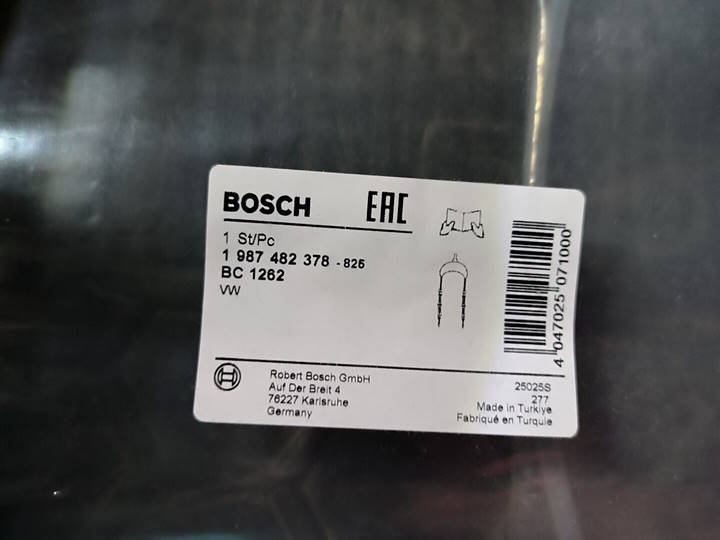 BOSCH EAC
1 St/Pc
1 987 482 378 - 825
BC 1262
VW
4 047025 071000
Robert Bosch GmbH
Auf Der Breit 4
76227 Karlsruhe
Germany
25025S
277
Made in Turkiye
Fabriqué en Turquie